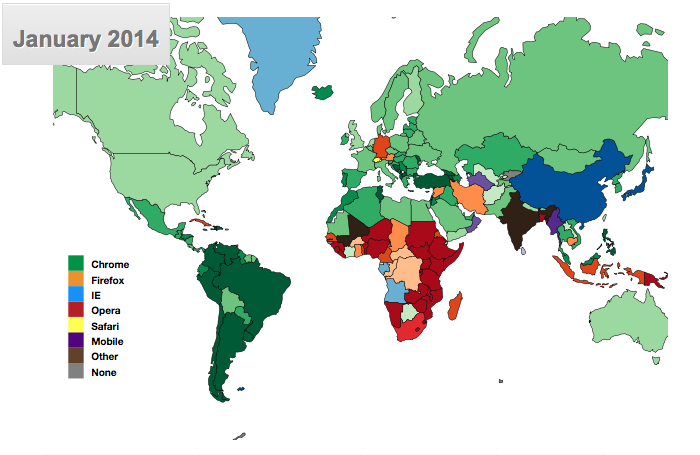 January 2014
Chrome
Firefox
IE
Opera
Safari
Mobile
Other
None